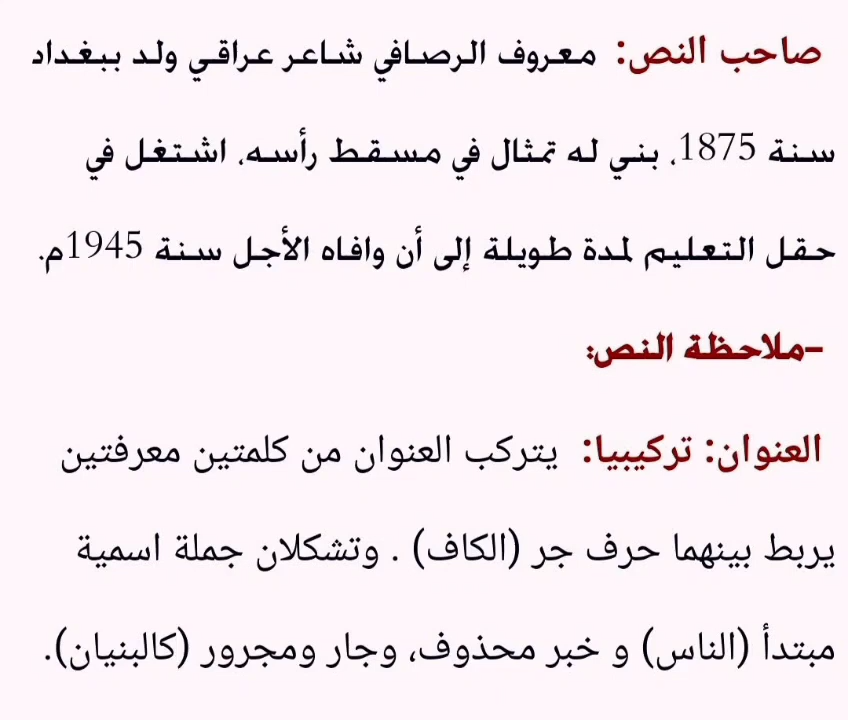 صاحب النص: معروف الرصافي شاعر عراقي ولد ببغداد
سنة 1875، بني له تمثال في مسقط رأسه، اشتغل في
حقل التعليم لمدة طويلة إلى أن وافاه الأجل سنة 1945م.
–ملاحظة النص:
العنوان: تركيبيا: يتركب العنوان من كلمتين معرفتين
يربط بينهما حرف جر (الكاف) . وتشكلان جملة اسمية
مبتدأ (الناس) و خبر محذوف، وجار ومجرور (كالبنيان).